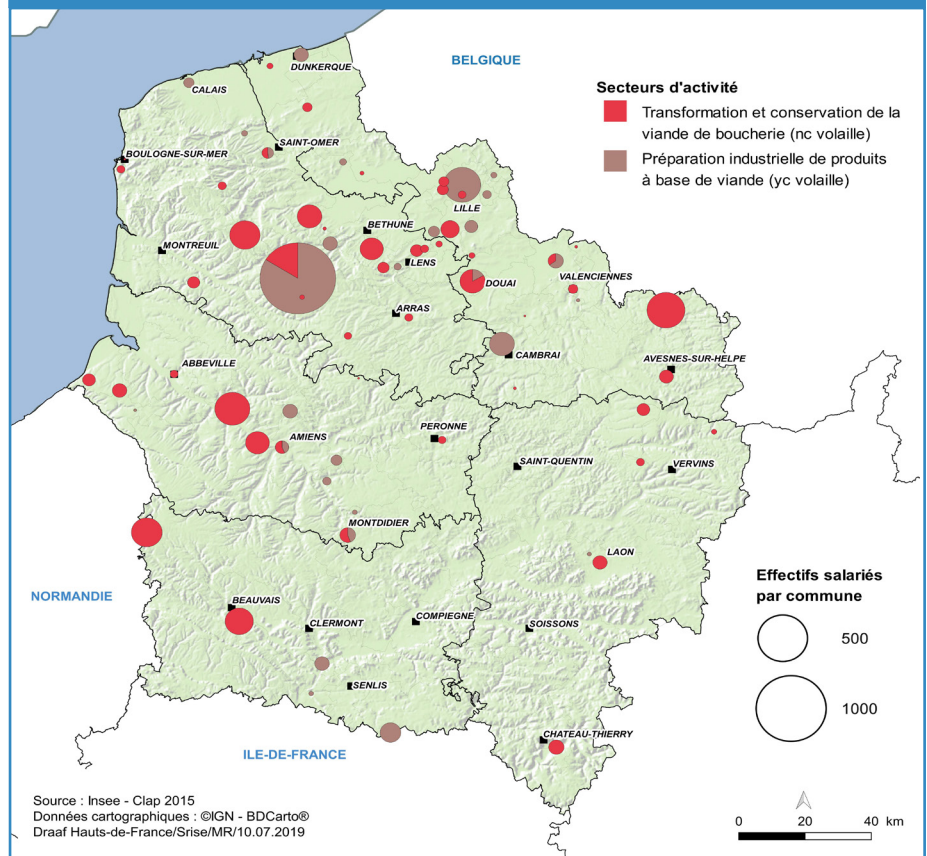 BELGIQUE
Secteurs d'activité
Transformation et conservation de la
viande de boucherie (nc volaille)
Préparation industrielle de produits
à base de viande (yc volaille)
DUNKERQUE
CALAIS
SAINT-OMER
BOULOGNE-SUR-MER
LILLE
BETHUNE
MONTREUIL
LENS
VALENCIENNES
DOUAI
ARRAS
CAMBRAI
AVESNES-SUR-HELPE
ABBEVILLE
AMIENS
PERONNE
SAINT-QUENTIN
VERVINS
MONTDIDIER
LAON
NORMANDIE
BEAUVAIS
CLERMONT
COMPIEGNE
SOISSONS
SENLIS
CHATEAU-THIERRY
ILE-DE-FRANCE
Effectifs salariés
par commune
500
1000
Source : Insee - Clap 2015
Données cartographiques : ©IGN - BDCarto®
Draaf Hauts-de-France/Srise/MR/10.07.2019
0 20 40 km